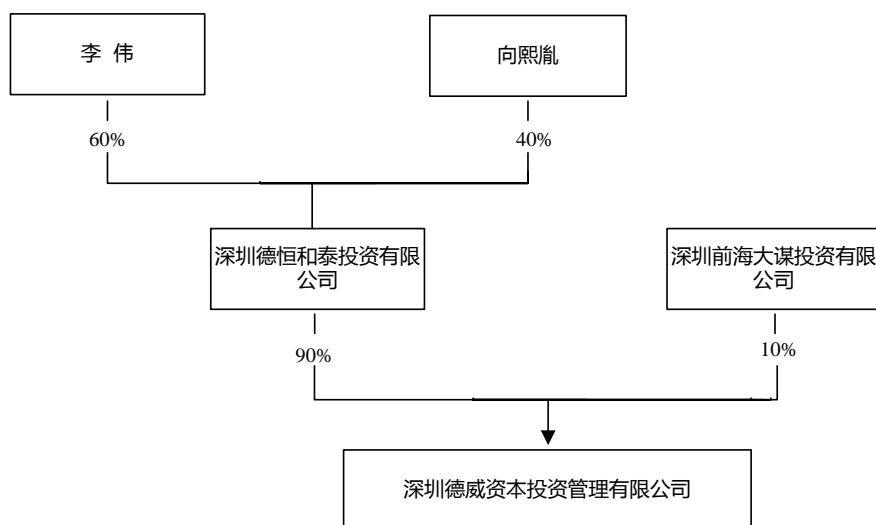 李 伟
向熙胤
60%
40%
深圳德恒和泰投资有限
公司
深圳前海大谋投资有限
公司
90%
10%
深圳德威资本投资管理有限公司